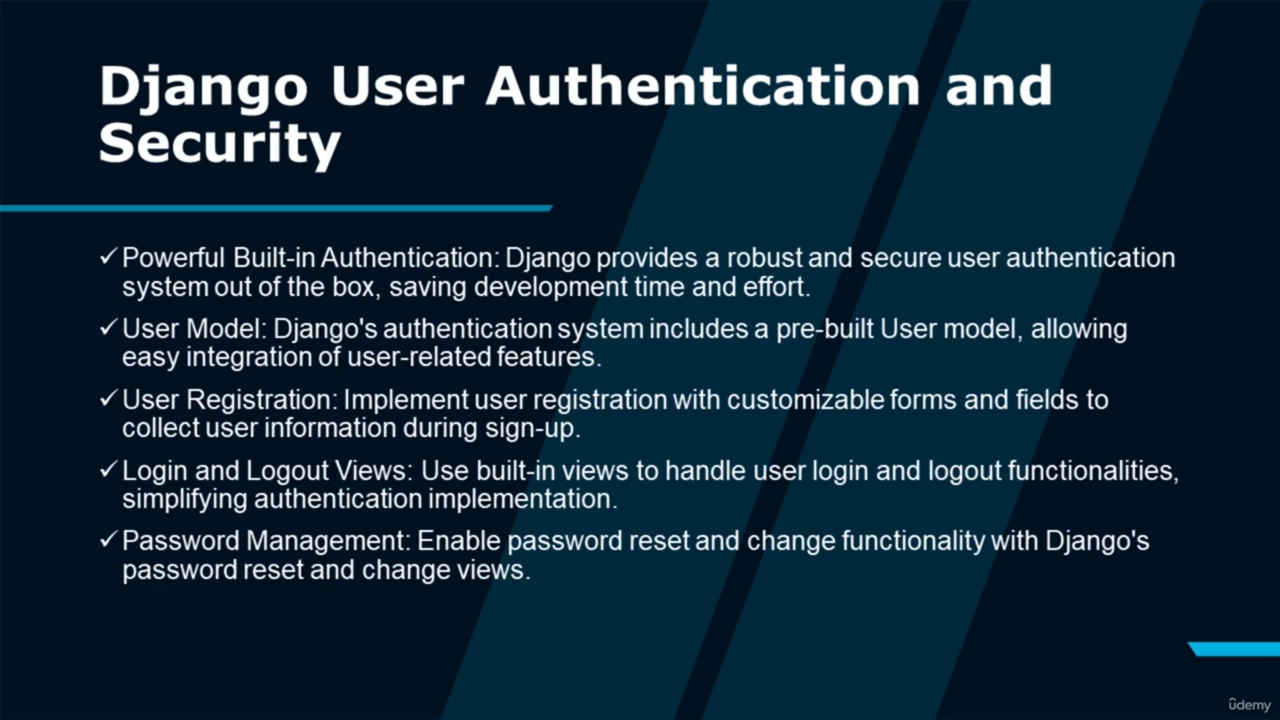 Django User Authentication and
Security
✓Powerful Built-in Authentication: Django provides a robust and secure user authentication
system out of the box, saving development time and effort.
✓User Model: Django's authentication system includes a pre-built User model, allowing
easy integration of user-related features.
✓User Registration: Implement user registration with customizable forms and fields to
collect user information during sign-up.
✓Login and Logout Views: Use built-in views to handle user login and logout functionalities,
simplifying authentication implementation.
✓Password Management: Enable password reset and change functionality with Django's
password reset and change views.
ûdemy